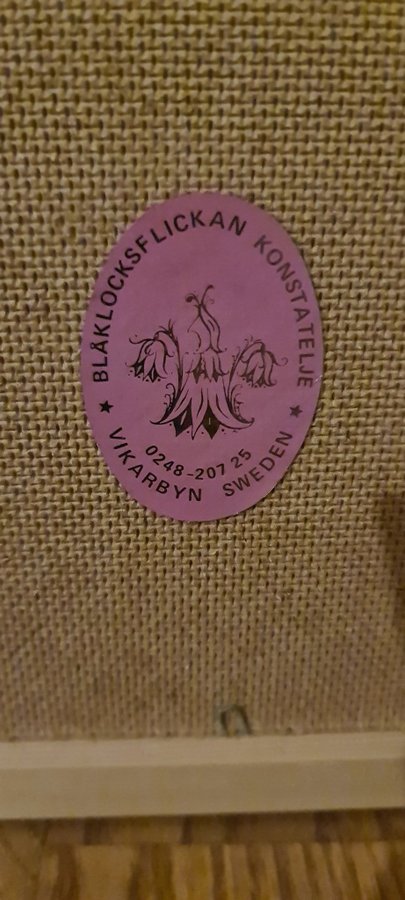 BLÅKLOCKSFLICKAN KONSTATELJE
0248-207 25
VIKARBYN SWEDEN